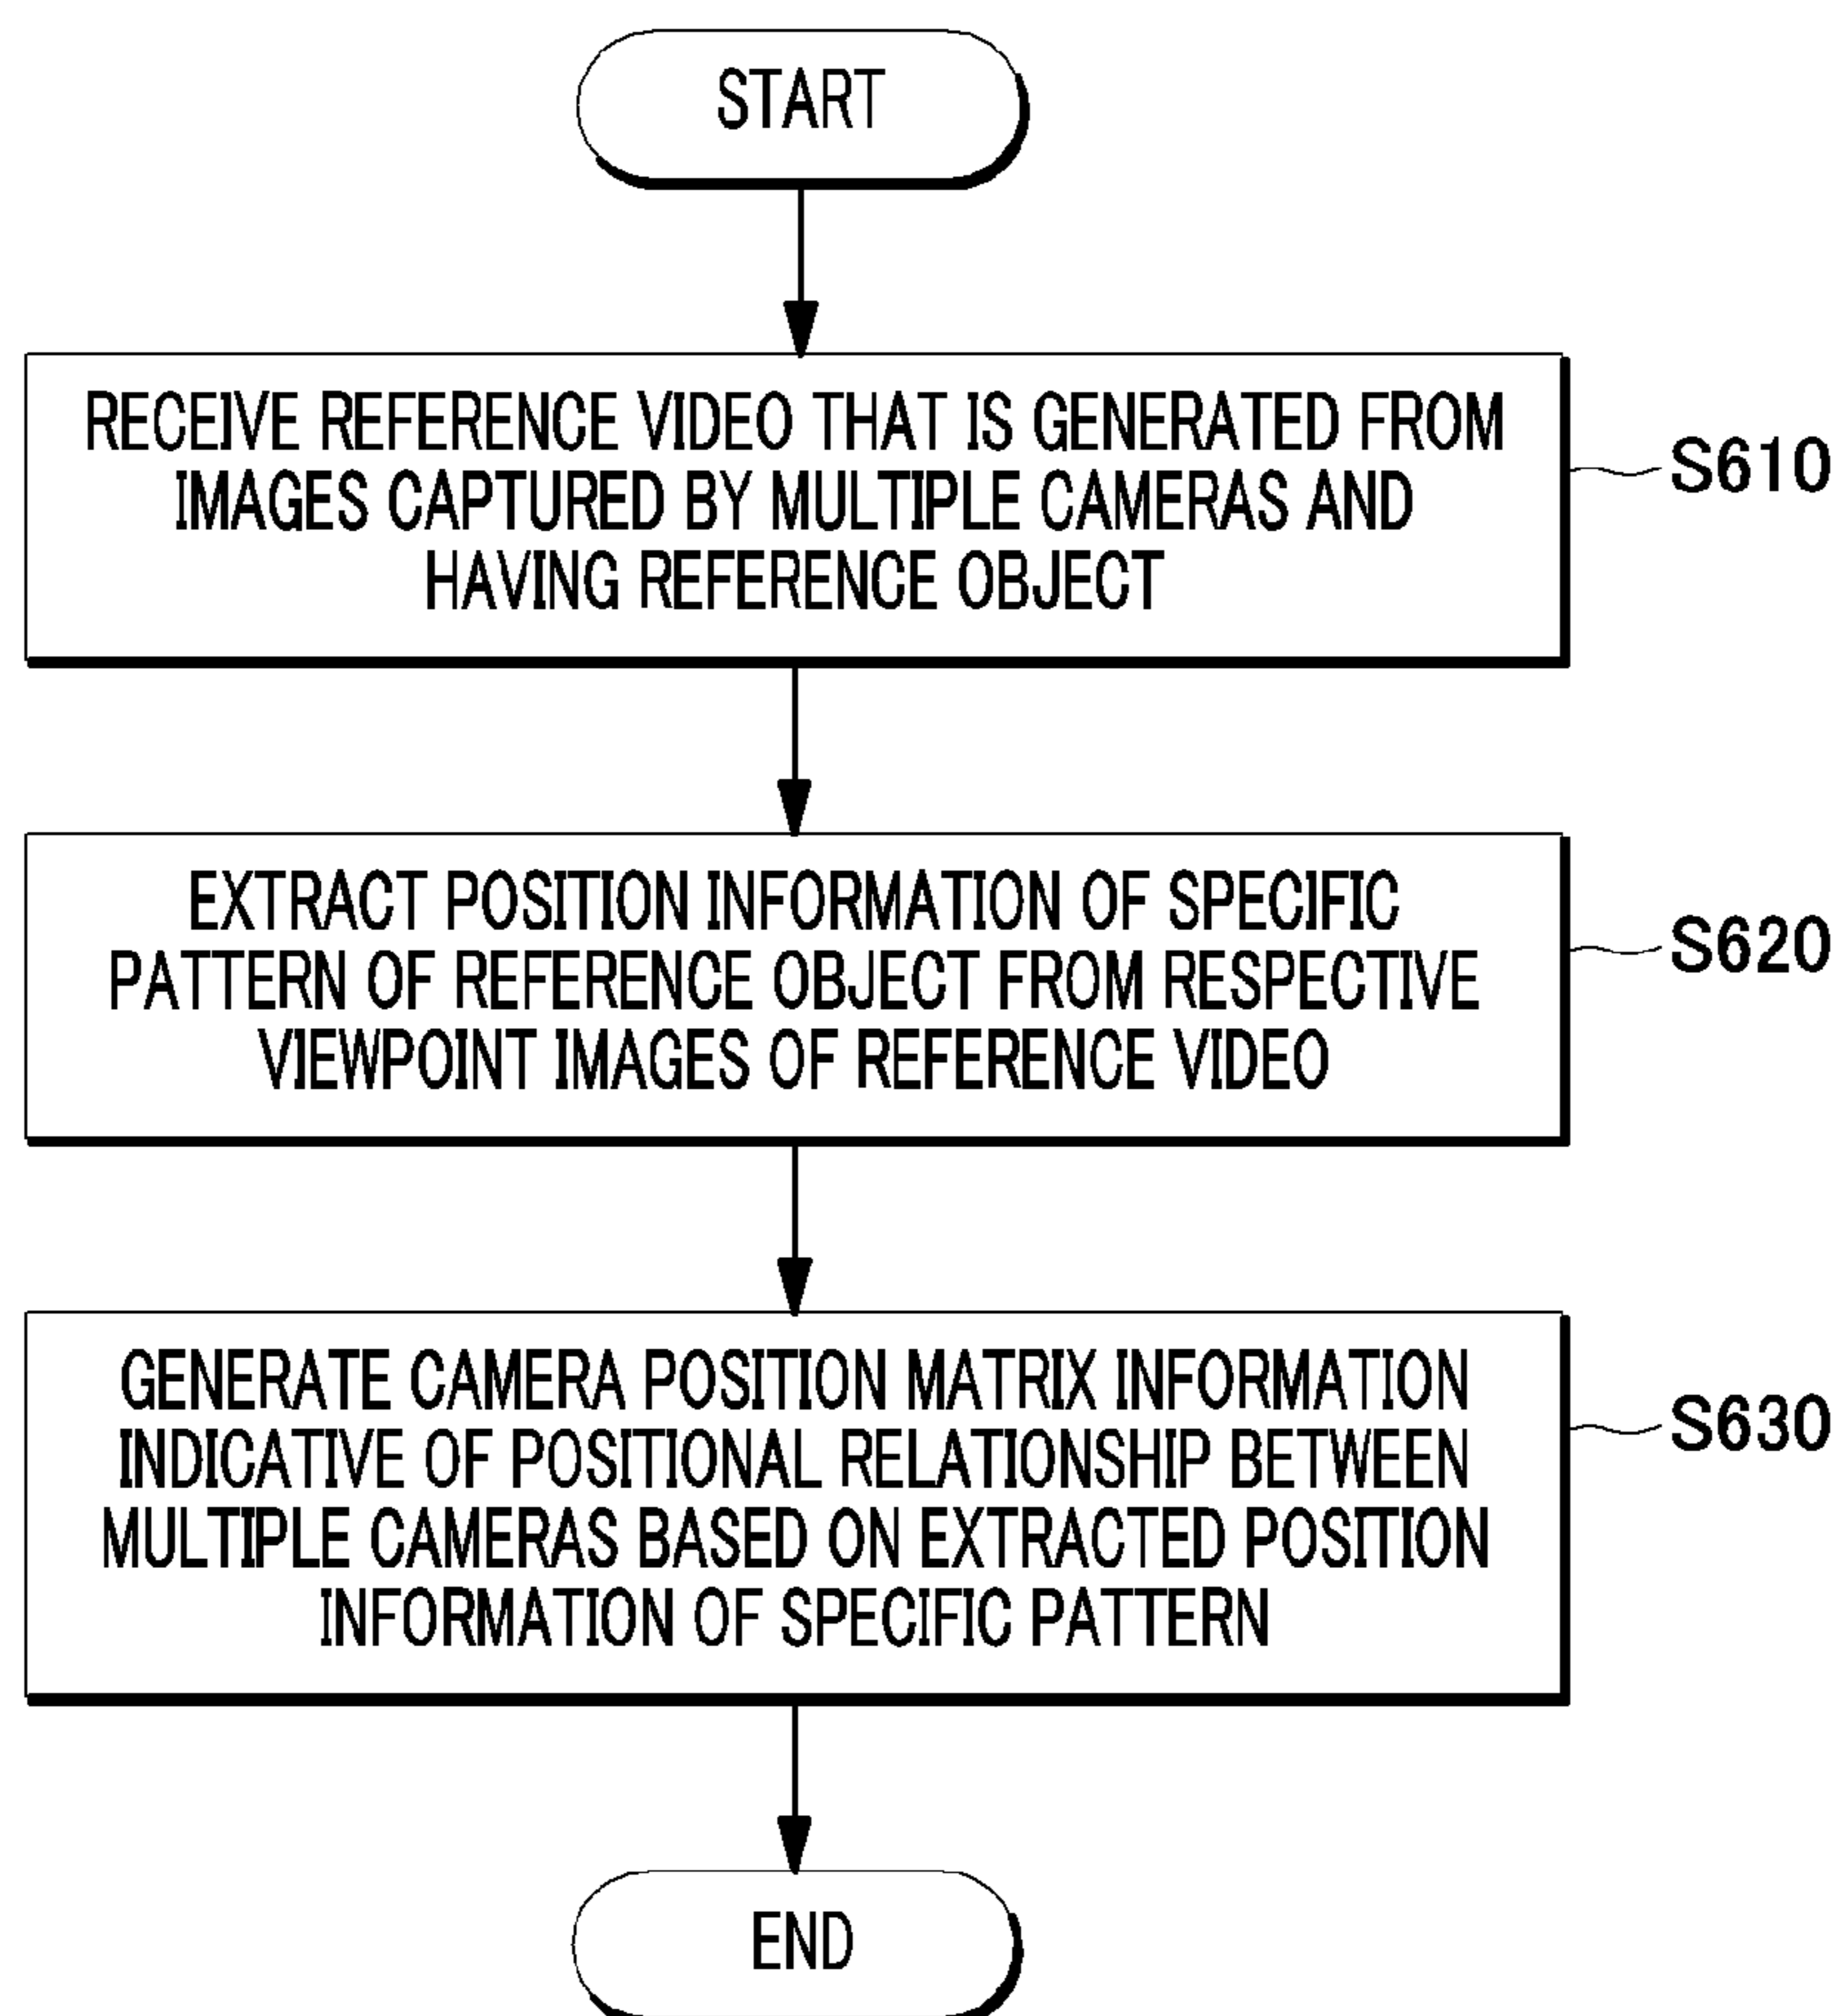 START
RECEIVE REFERENCE VIDEO THAT IS GENERATED FROM
IMAGES CAPTURED BY MULTIPLE CAMERAS AND
HAVING REFERENCE OBJECT
S610
EXTRACT POSITION INFORMATION OF SPECIFIC
PATTERN OF REFERENCE OBJECT FROM RESPECTIVE
VIEWPOINT IMAGES OF REFERENCE VIDEO
S620
GENERATE CAMERA POSITION MATRIX INFORMATION
INDICATIVE OF POSITIONAL RELATIONSHIP BETWEEN
MULTIPLE CAMERAS BASED ON EXTRACTED POSITION
INFORMATION OF SPECIFIC PATTERN
S630
END